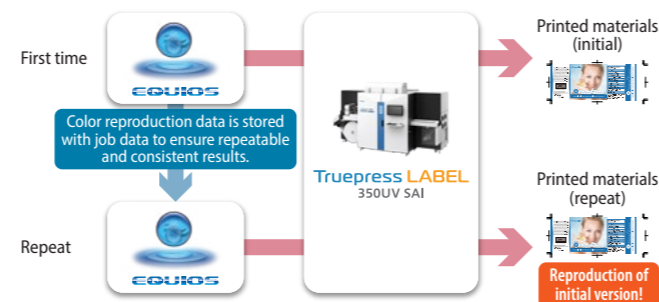 First time
EQUIOS
Color reproduction data is stored
with job data to ensure repeatable
and consistent results.
Truepress LABEL
350UV SAI
Printed materials
(initial)
Repeat
EQUIOS
Printed materials
(repeat)
Reproduction of
initial version!